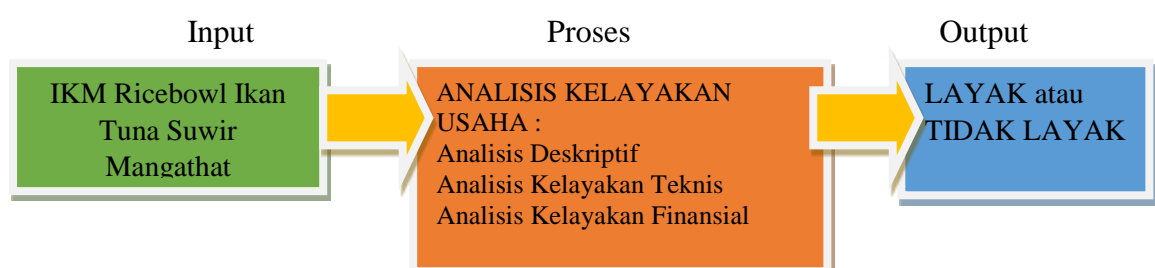 Input
Proses
Output
IKM Ricebowl Ikan
Tuna Suwir
Mangathat
ANALISIS KELAYAKAN
USAHA :
Analisis Deskriptif
Analisis Kelayakan Teknis
Analisis Kelayakan Finansial
LAYAK atau
TIDAK LAYAK